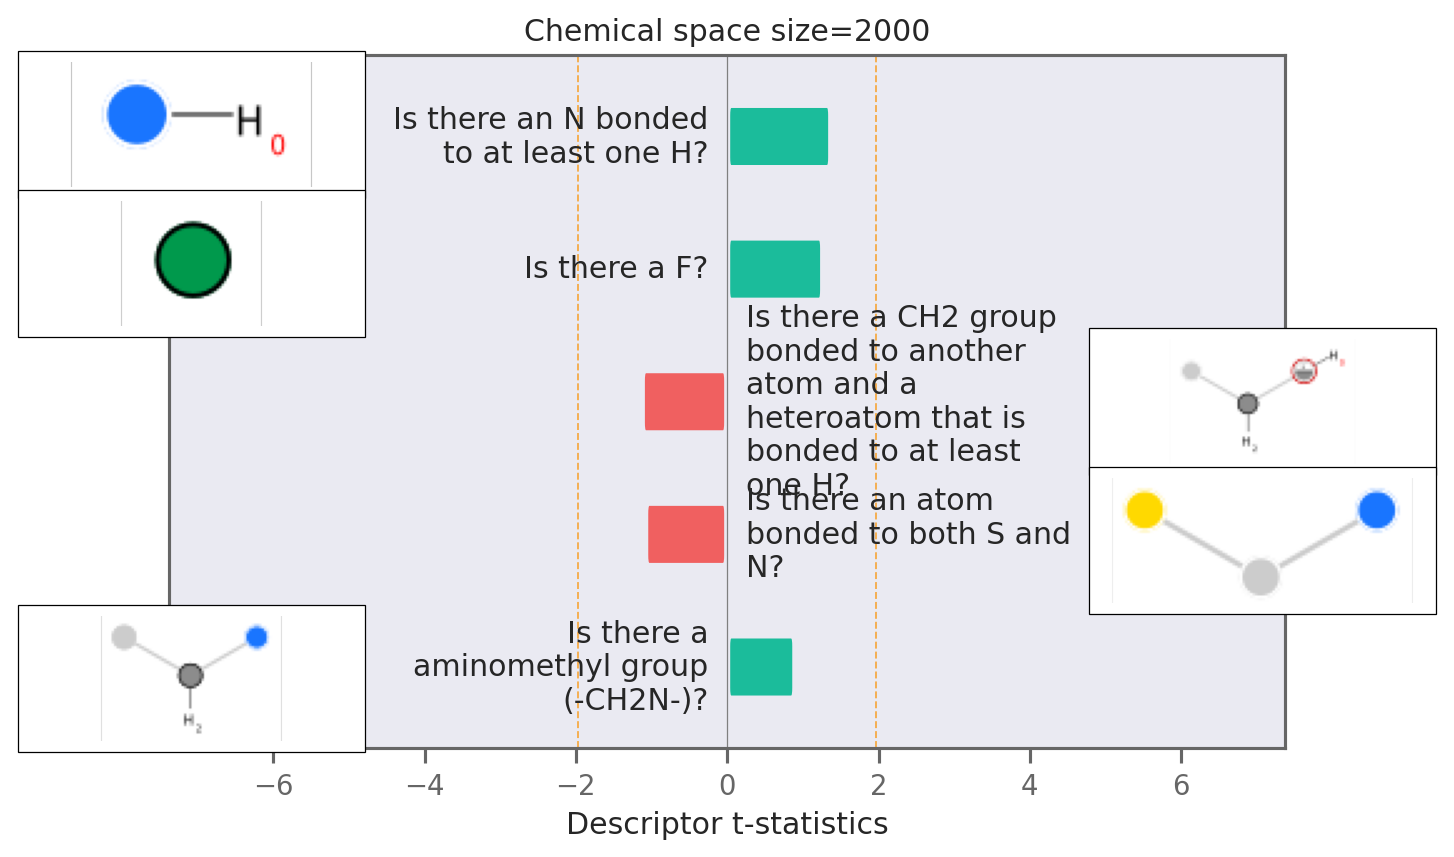 Chemical space size=2000
H
0
Is there an N bonded
to at least one H?
Is there a F?
Is there a CH2 group
bonded to another
atom and a
heteroatom that is
bonded to at least
one H?
H
H
2
Is there an atom
bonded to both S and
N?
Is there a
aminomethyl group
(-CH2N-)?
H
2
−6
−4
−2
0
2
4
6
Descriptor t-statistics